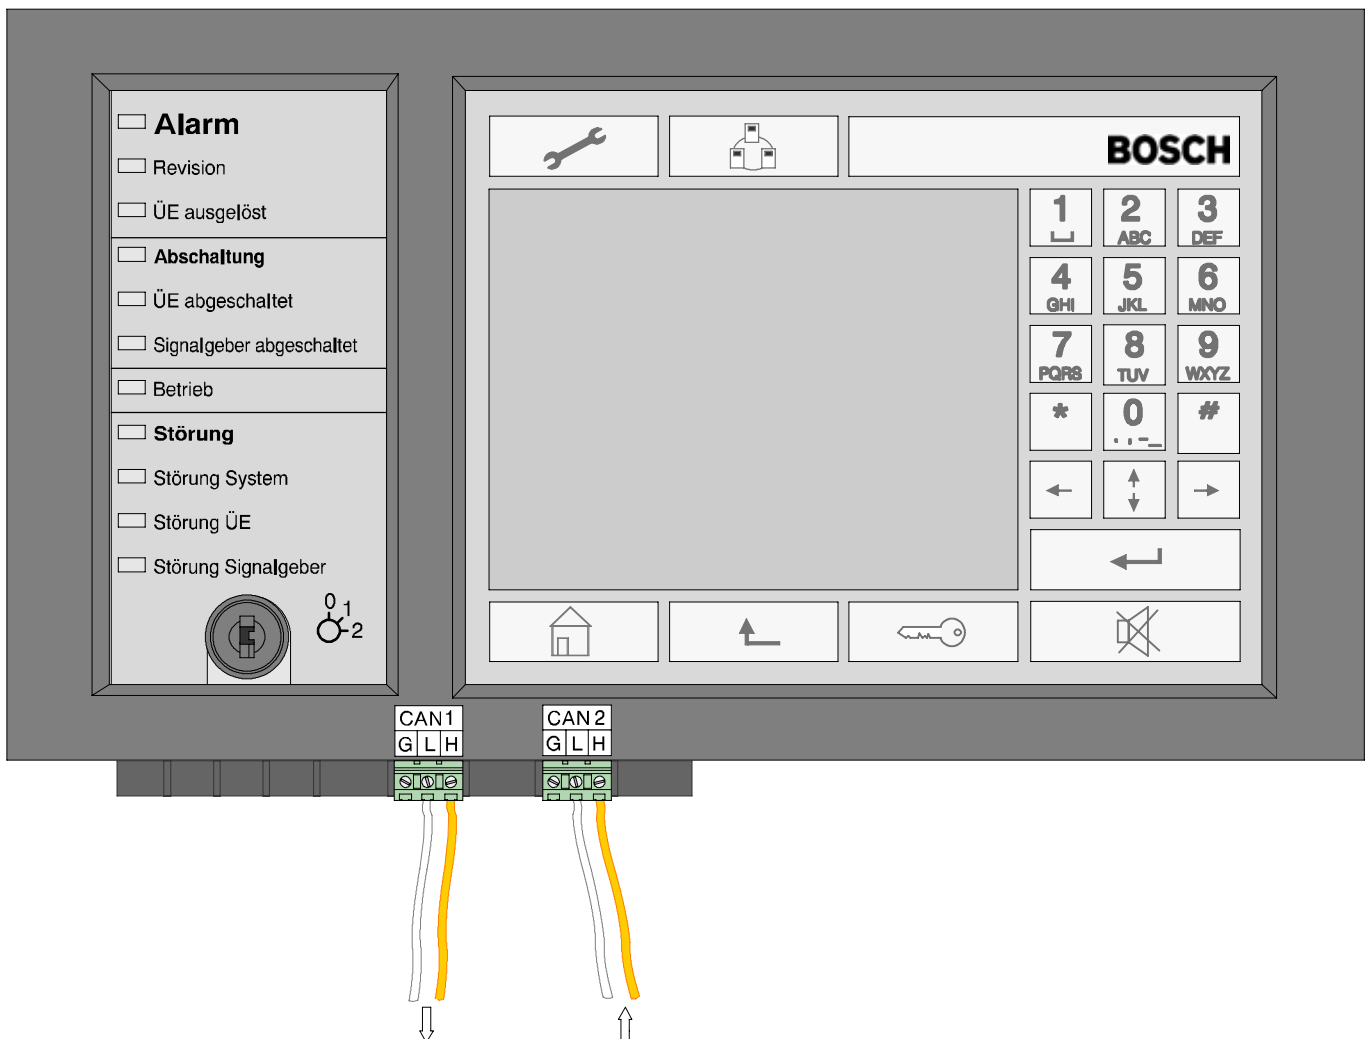 Alarm
Revision
ÜE ausgelöst
Abschaltung
ÜE abgeschaltet
Signalgeber abgeschaltet
Betrieb
Störung
Störung System
Störung ÜE
Störung Signalgeber
0
1
2
BOSCH
1 2 3
ABC DEF
4 5 6
GHI JKL MNO
7 8 9
PQRS TUV WXYZ
* 0 #
. , - _
CAN1 CAN 2
G L H G L H